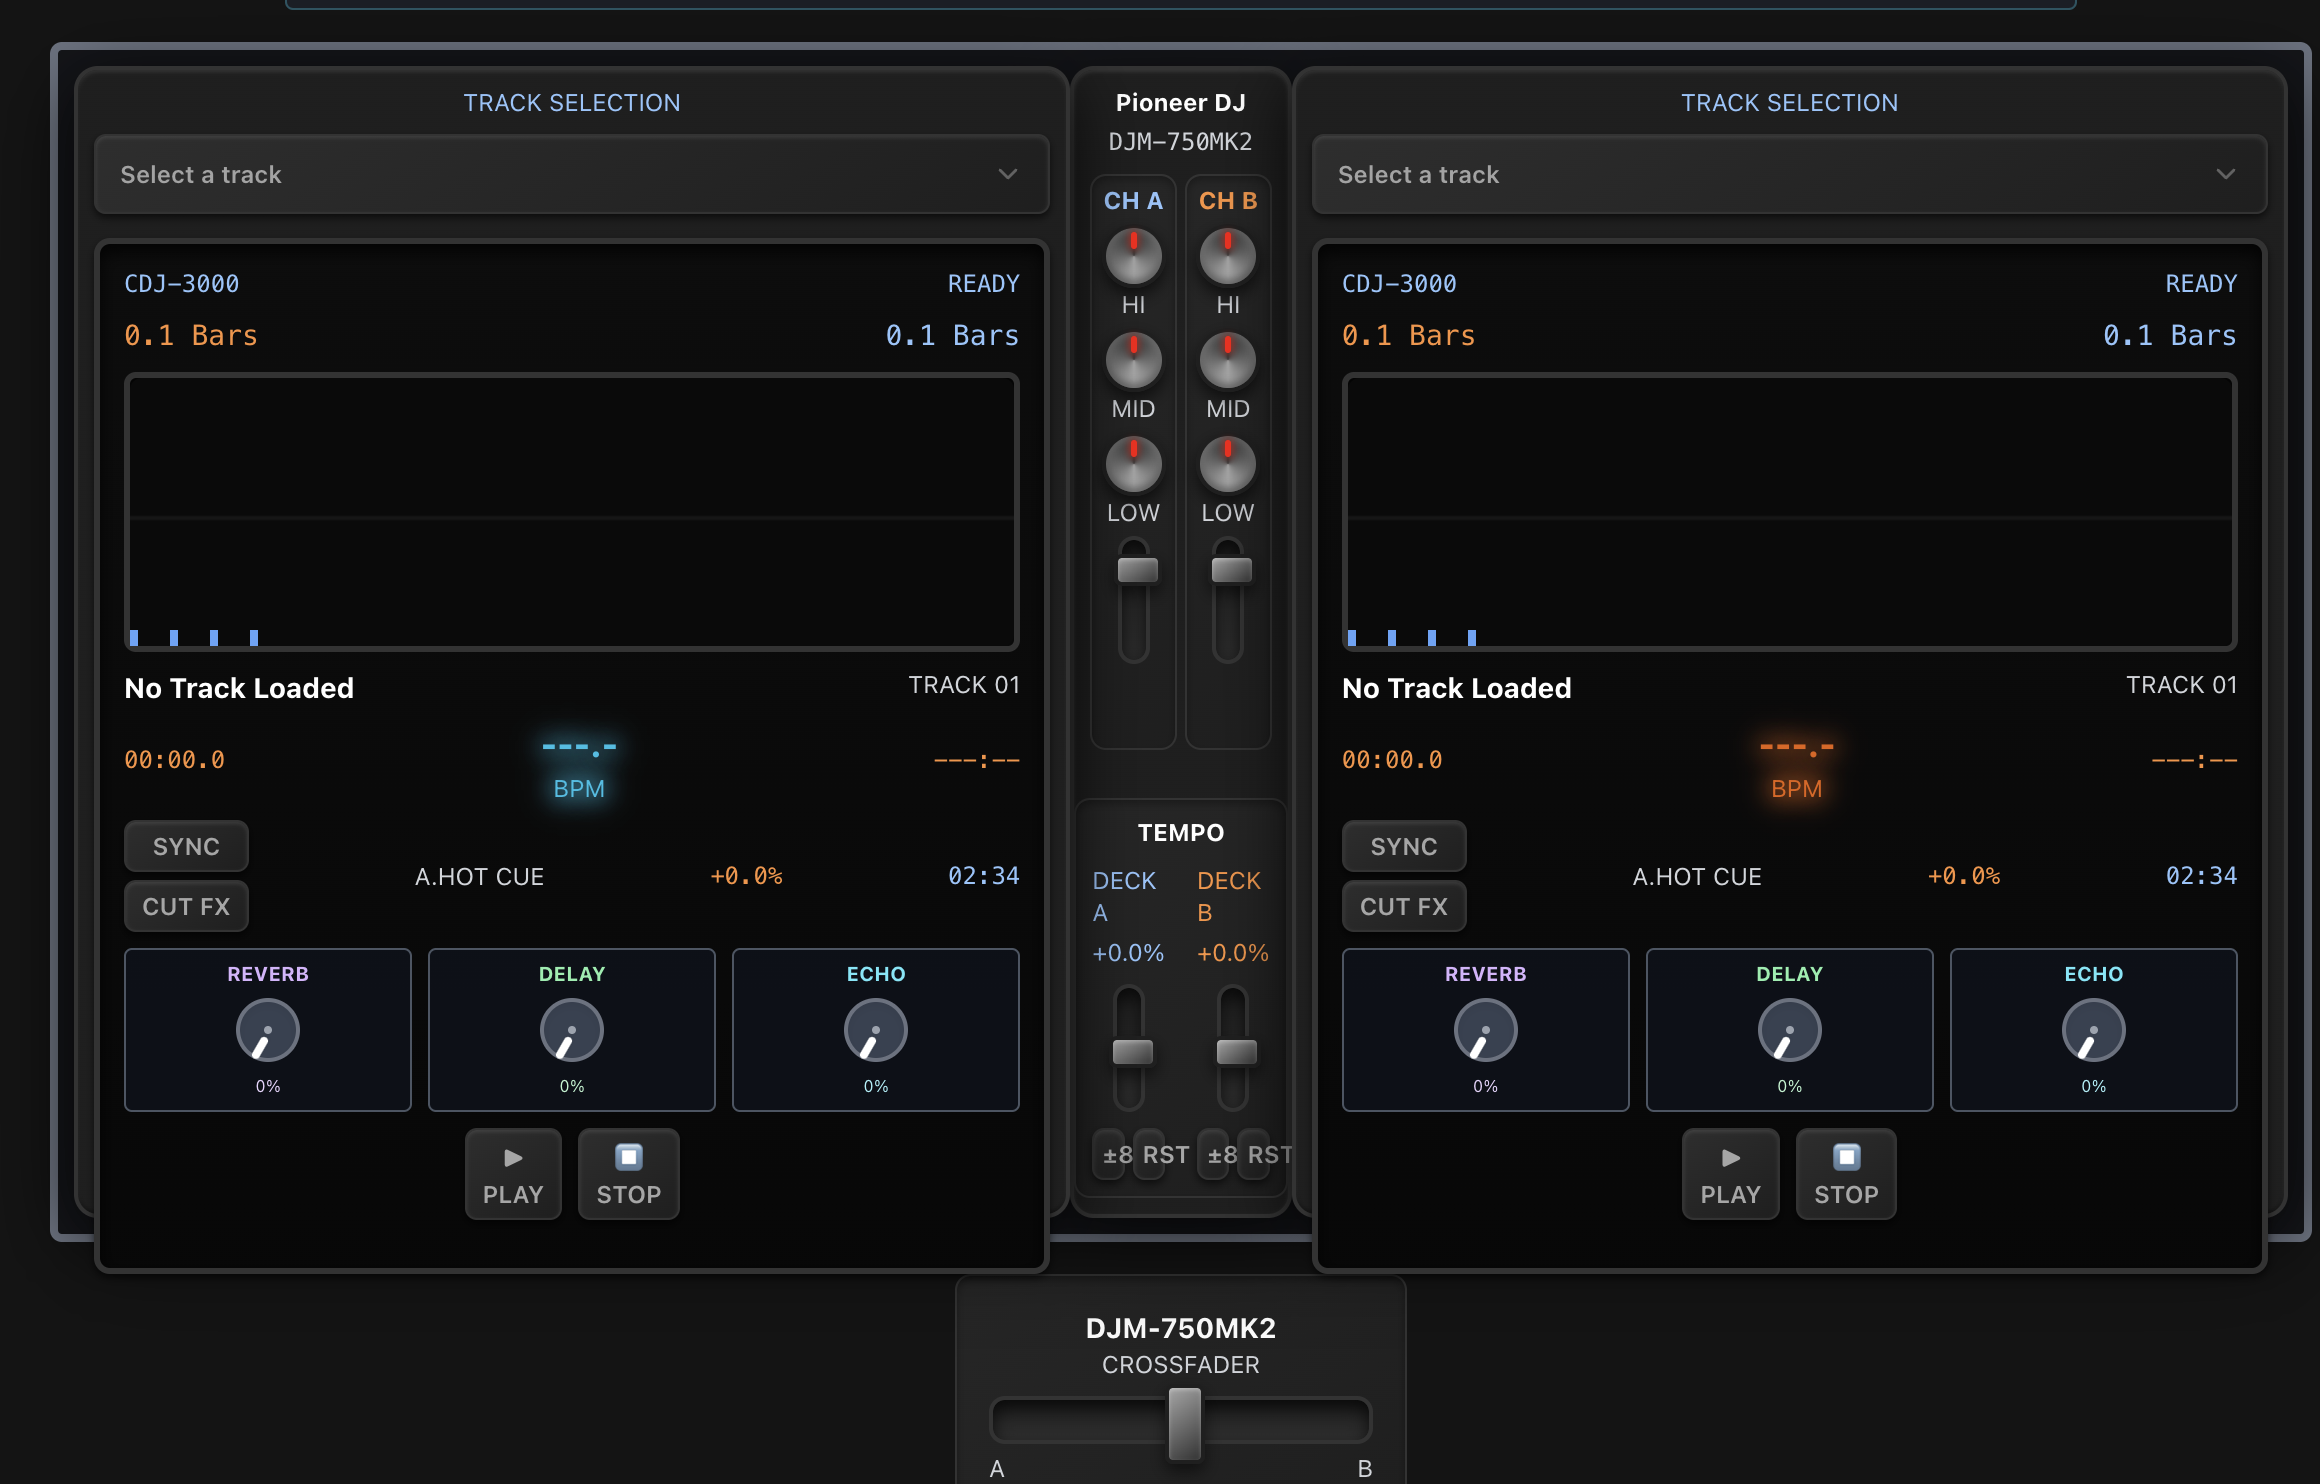 TRACK SELECTION
Select a track
CDJ-3000 READY
0.1 Bars 0.1 Bars
No Track Loaded TRACK 01
00:00.0 ---.- ---:--
BPM
SYNC
A.HOT CUE +0.0% 02:34
CUT FX
REVERB DELAY ECHO
0% 0% 0%
PLAY STOP
Pioneer DJ
DJM-750MK2
CH A CH B
HI HI
MID MID
LOW LOW
TEMPO
DECK A DECK B
+0.0% +0.0%
±8 RST ±8 RST
TRACK SELECTION
Select a track
CDJ-3000 READY
0.1 Bars 0.1 Bars
No Track Loaded TRACK 01
00:00.0 ---.- ---:--
BPM
SYNC
A.HOT CUE +0.0% 02:34
CUT FX
REVERB DELAY ECHO
0% 0% 0%
PLAY STOP
DJM-750MK2
CROSSFADER
A B